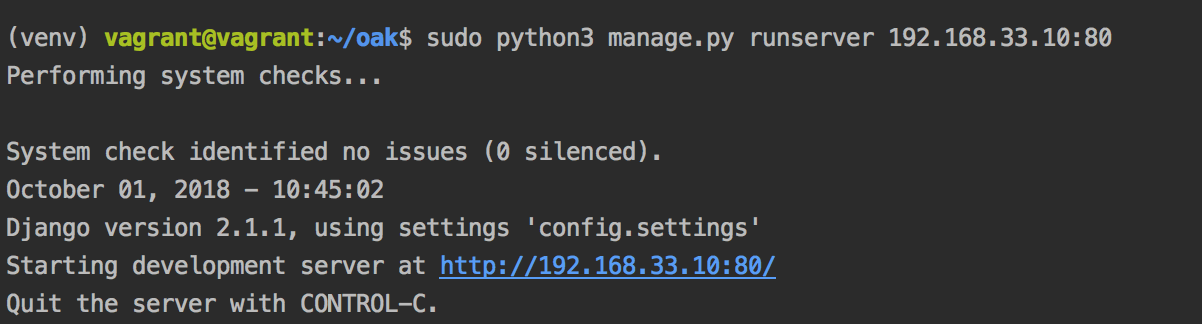 (venv) vagrant@vagrant:~/oak$ sudo python3 manage.py runserver 192.168.33.10:80
Performing system checks...
System check identified no issues (0 silenced).
October 01, 2018 - 10:45:02
Django version 2.1.1, using settings 'config.settings'
Starting development server at http://192.168.33.10:80/
Quit the server with CONTROL-C.